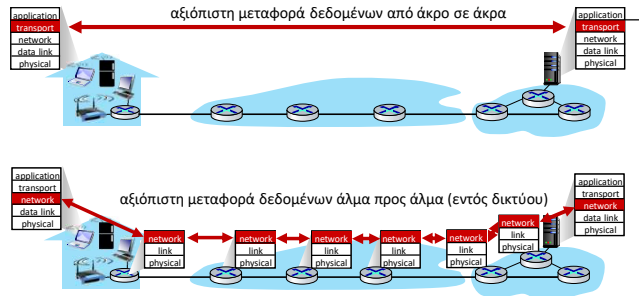 αξιόπιστη μεταφορά δεδομένων από άκρο σε άκρα
application
transport
network
data link
physical
application
transport
network
data link
physical
αξιόπιστη μεταφορά δεδομένων άλμα προς άλμα (εντός δικτύου)
application
transport
network
data link
physical
application
transport
network
data link
physical
network
link
physical
network
link
physical
network
link
physical
network
link
physical
network
link
physical
network
link
physical